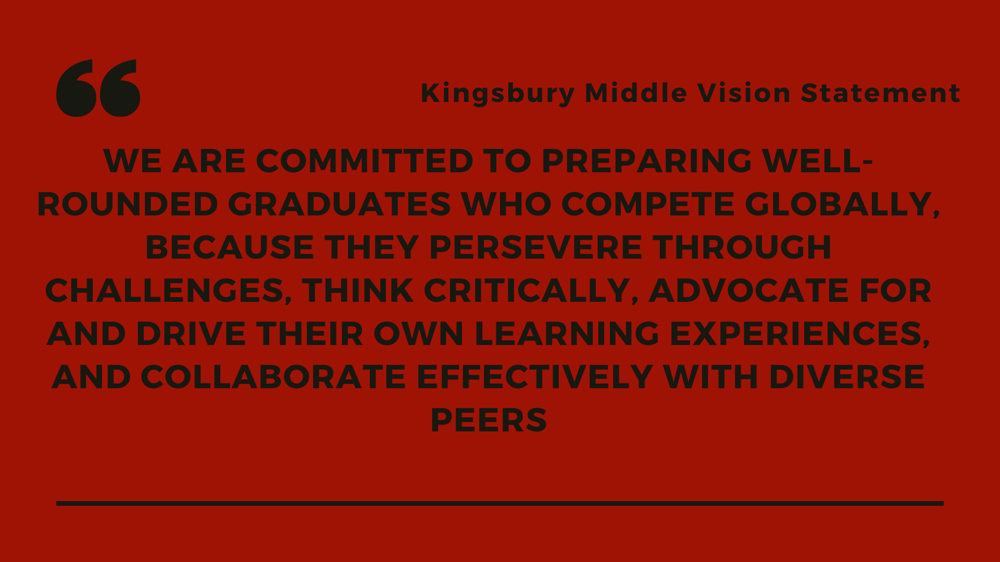 “
Kingsbury Middle Vision Statement
WE ARE COMMITTED TO PREPARING WELL-
ROUNDED GRADUATES WHO COMPETE GLOBALLY,
BECAUSE THEY PERSEVERE THROUGH
CHALLENGES, THINK CRITICALLY, ADVOCATE FOR
AND DRIVE THEIR OWN LEARNING EXPERIENCES,
AND COLLABORATE EFFECTIVELY WITH DIVERSE
PEERS